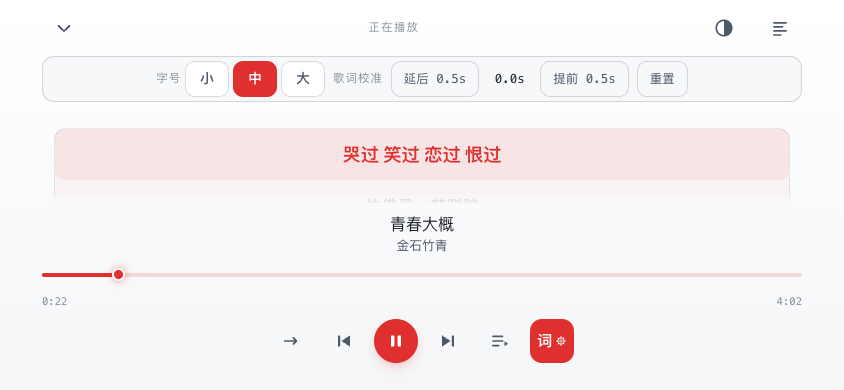 正在播放
字号 小 中 大 歌词校准 延后 0.5s 0.0s 提前 0.5s 重置
哭过 笑过 恋过 恨过
青春大概
金石竹青
0:22 4:02
词